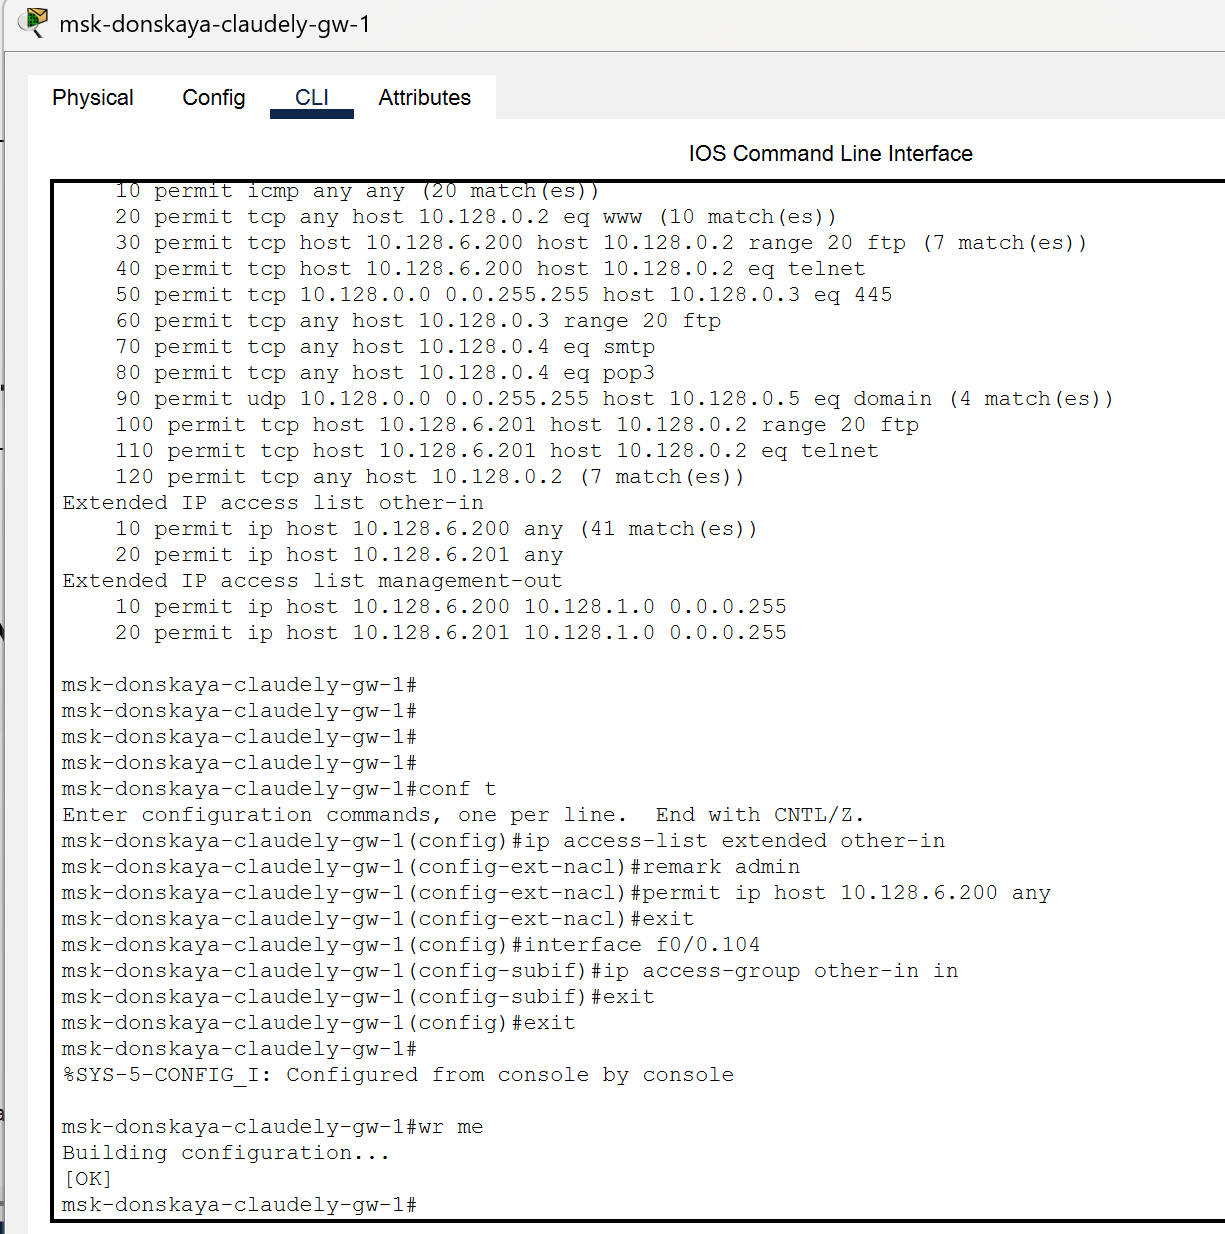 msk-donskaya-claudely-gw-1
Physical Config CLI Attributes
IOS Command Line Interface
10 permit icmp any any (20 match(es))
20 permit tcp any host 10.128.0.2 eq www (10 match(es))
30 permit tcp host 10.128.6.200 host 10.128.0.2 range 20 ftp (7 match(es))
40 permit tcp host 10.128.6.200 host 10.128.0.2 eq telnet
50 permit tcp 10.128.0.0 0.0.255.255 host 10.128.0.3 eq 445
60 permit tcp any host 10.128.0.3 range 20 ftp
70 permit tcp any host 10.128.0.4 eq smtp
80 permit tcp any host 10.128.0.4 eq pop3
90 permit udp 10.128.0.0 0.0.255.255 host 10.128.0.5 eq domain (4 match(es))
100 permit tcp host 10.128.6.201 host 10.128.0.2 range 20 ftp
110 permit tcp host 10.128.6.201 host 10.128.0.2 eq telnet
120 permit tcp any host 10.128.0.2 (7 match(es))
Extended IP access list other-in
10 permit ip host 10.128.6.200 any (41 match(es))
20 permit ip host 10.128.6.201 any
Extended IP access list management-out
10 permit ip host 10.128.6.200 10.128.1.0 0.0.0.255
20 permit ip host 10.128.6.201 10.128.1.0 0.0.0.255
msk-donskaya-claudely-gw-1#
msk-donskaya-claudely-gw-1#
msk-donskaya-claudely-gw-1#
msk-donskaya-claudely-gw-1#
msk-donskaya-claudely-gw-1#conf t
Enter configuration commands, one per line.  End with CNTL/Z.
msk-donskaya-claudely-gw-1(config)#ip access-list extended other-in
msk-donskaya-claudely-gw-1(config-ext-nacl)#remark admin
msk-donskaya-claudely-gw-1(config-ext-nacl)#permit ip host 10.128.6.200 any
msk-donskaya-claudely-gw-1(config-ext-nacl)#exit
msk-donskaya-claudely-gw-1(config)#interface f0/0.104
msk-donskaya-claudely-gw-1(config-subif)#ip access-group other-in in
msk-donskaya-claudely-gw-1(config-subif)#exit
msk-donskaya-claudely-gw-1(config)#exit
msk-donskaya-claudely-gw-1#
%SYS-5-CONFIG_I: Configured from console by console
msk-donskaya-claudely-gw-1#wr me
Building configuration...
[OK]
msk-donskaya-claudely-gw-1#